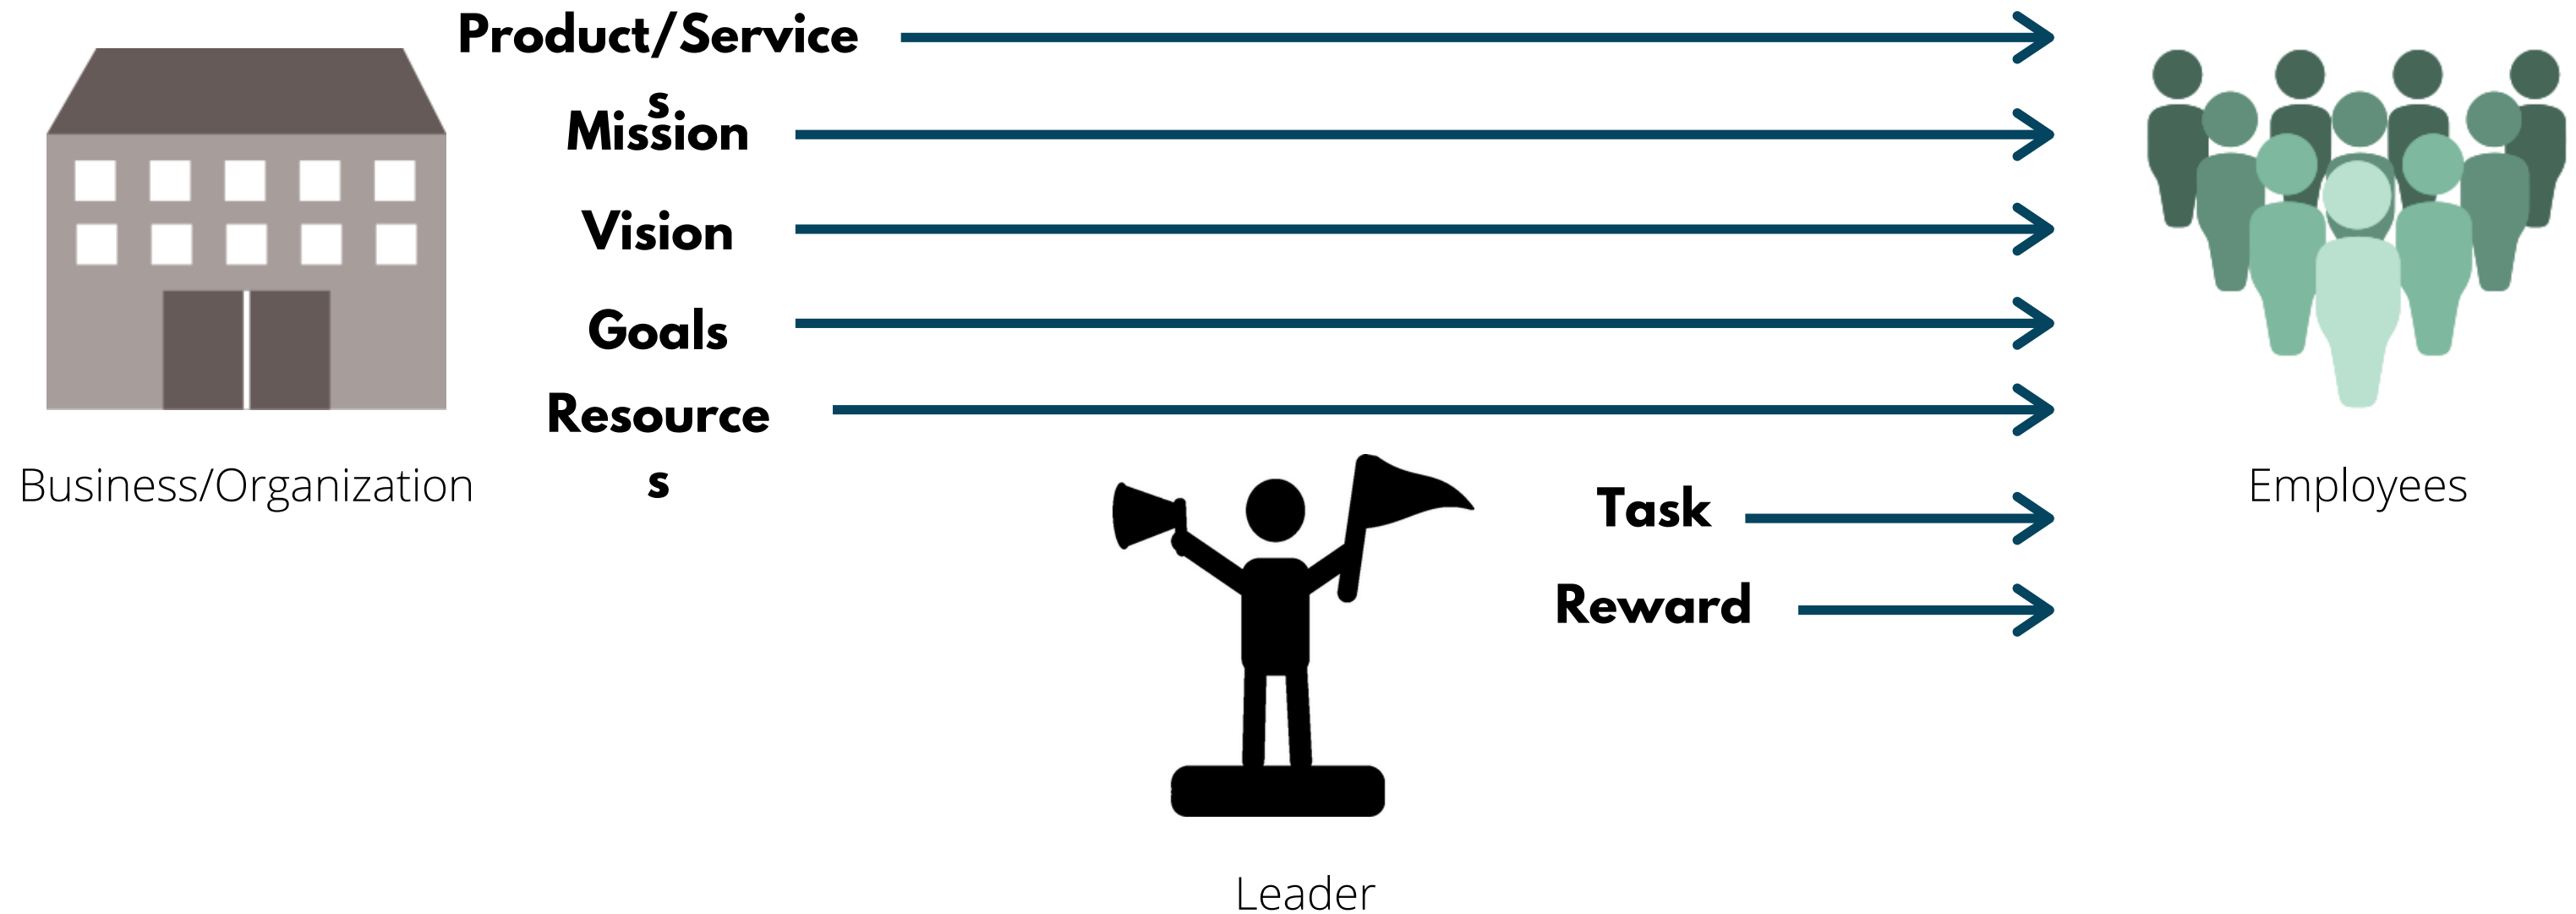 Product/Service
s
Mission
Vision
Goals
Resource
s
Business/Organization
Employees
Task
Reward
Leader